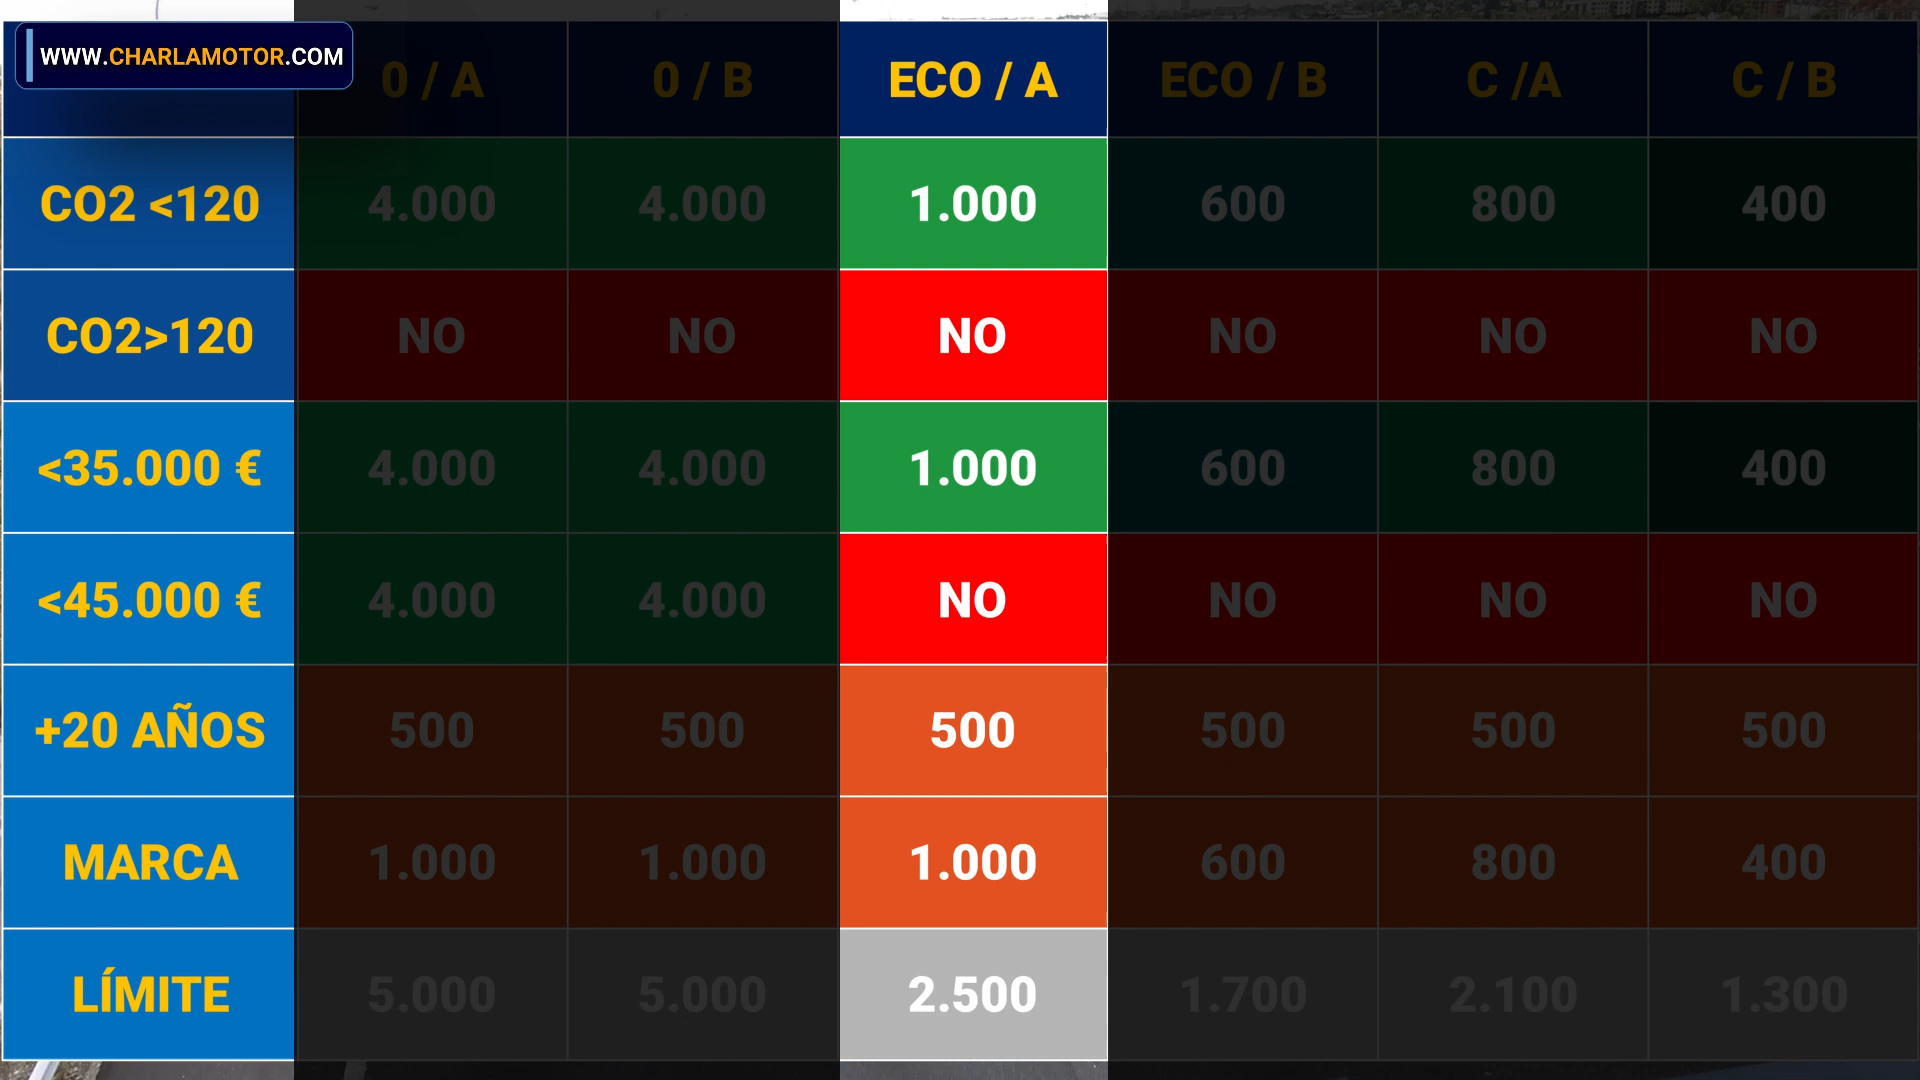 WWW.CHARLAMOTOR.COM
0 / A 0 / B ECO / A ECO / B C /A C / B
CO2 <120 4.000 4.000 1.000 600 800 400
CO2>120 NO NO NO NO NO NO
<35.000 € 4.000 4.000 1.000 600 800 400
<45.000 € 4.000 4.000 NO NO NO NO
+20 AÑOS 500 500 500 500 500 500
MARCA 1.000 1.000 1.000 600 800 400
LÍMITE 5.000 5.000 2.500 1.700 2.100 1.300